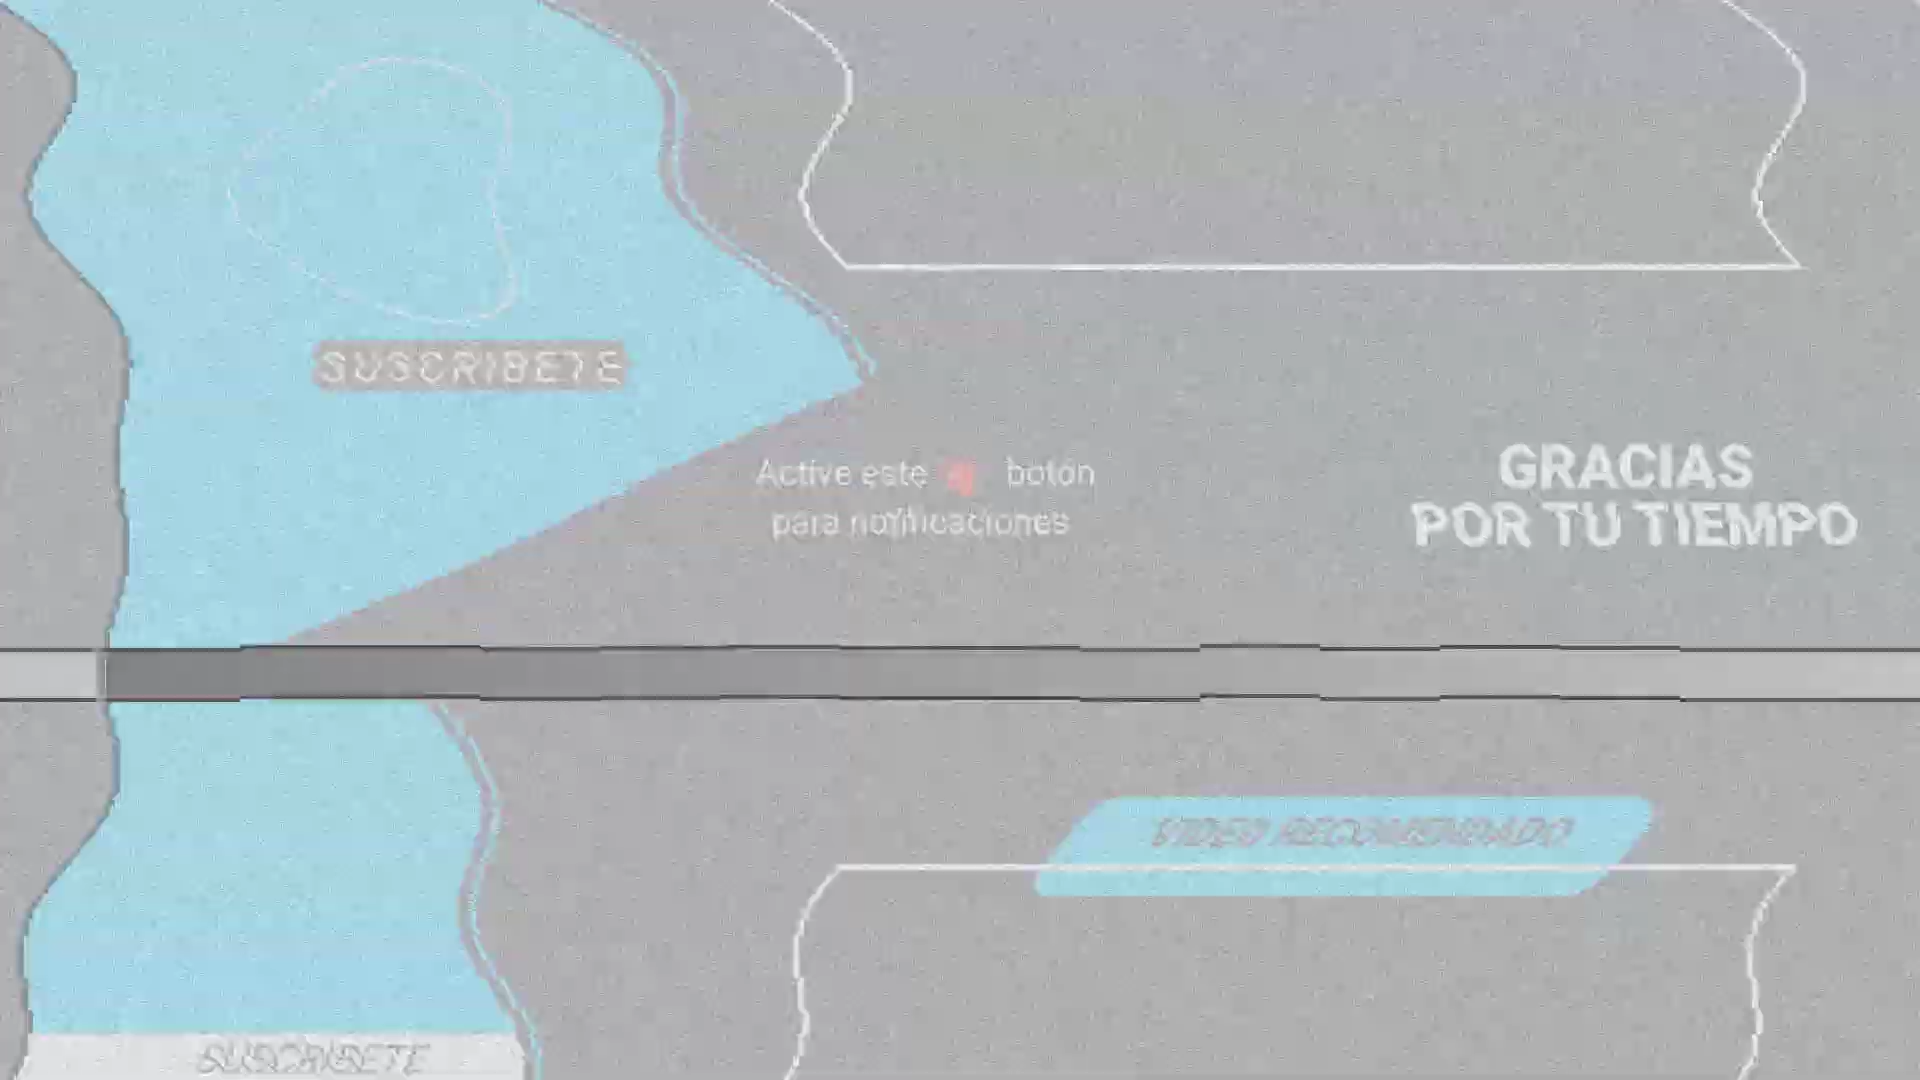 SUSCRIBETE
Active este botón
para notificaciones
GRACIAS
POR TU TIEMPO
VIDEO RECOMENDADO
SUSCRIBETE